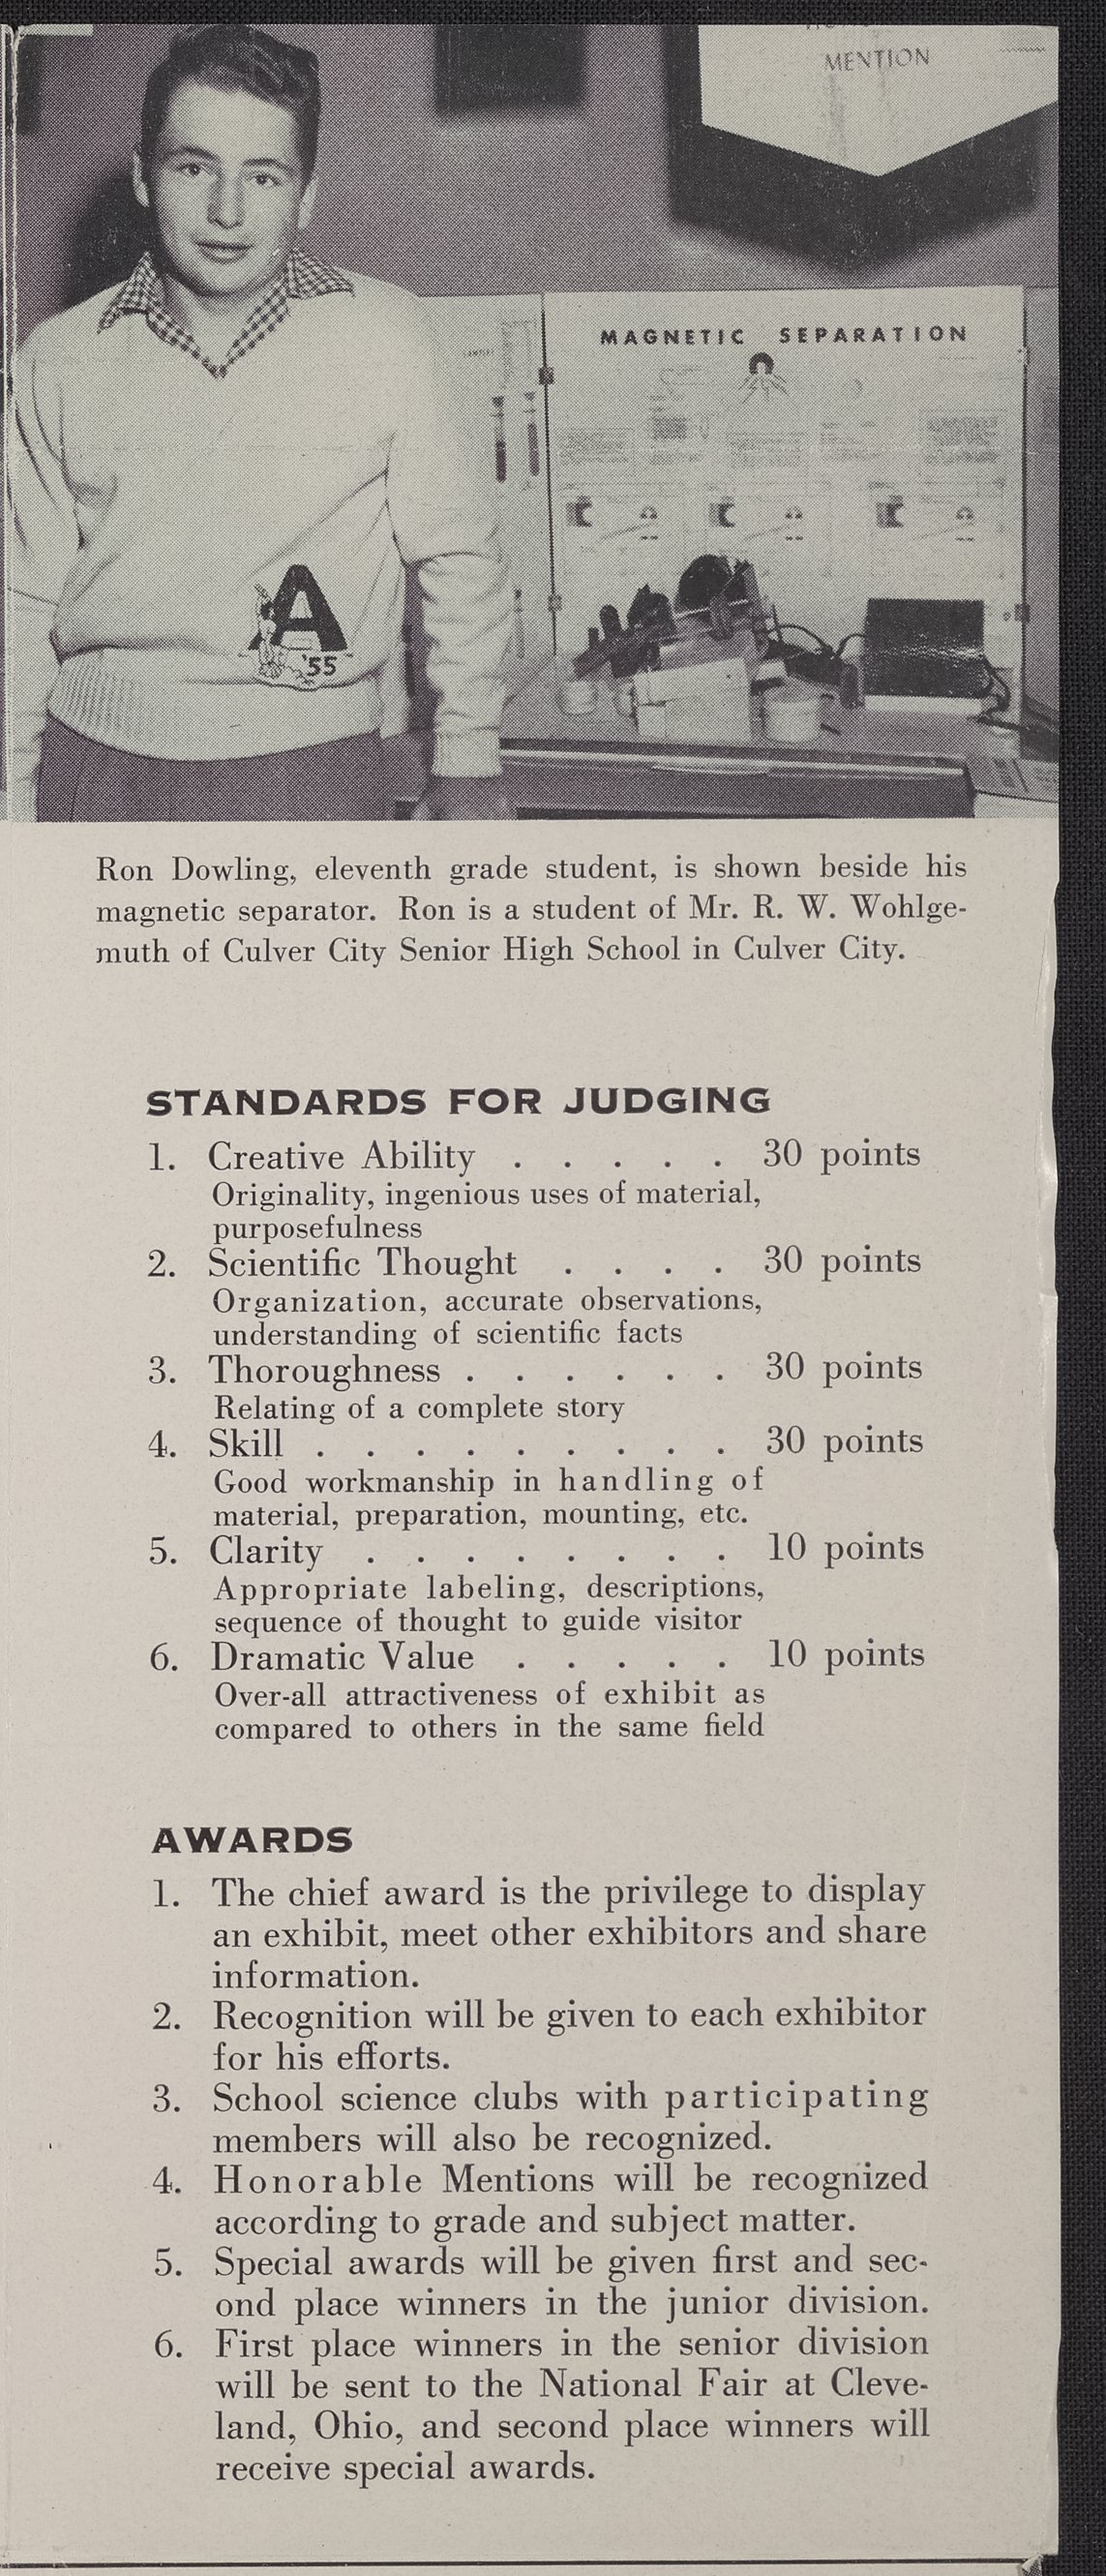 MENTION
MAGNETIC SEPARATION
A
'55
Ron Dowling, eleventh grade student, is shown beside his
magnetic separator. Ron is a student of Mr. R. W. Wohlge-
muth of Culver City Senior High School in Culver City.
STANDARDS FOR JUDGING
1. Creative Ability . . . . . 30 points
Originality, ingenious uses of material,
purposefulness
2. Scientific Thought . . . . 30 points
Organization, accurate observations,
understanding of scientific facts
3. Thoroughness . . . . . . 30 points
Relating of a complete story
4. Skill . . . . . . . . . 30 points
Good workmanship in handling of
material, preparation, mounting, etc.
5. Clarity . . . . . . . . 10 points
Appropriate labeling, descriptions,
sequence of thought to guide visitor
6. Dramatic Value . . . . . 10 points
Over-all attractiveness of exhibit as
compared to others in the same field
AWARDS
1. The chief award is the privilege to display
an exhibit, meet other exhibitors and share
information.
2. Recognition will be given to each exhibitor
for his efforts.
3. School science clubs with participating
members will also be recognized.
4. Honorable Mentions will be recognized
according to grade and subject matter.
5. Special awards will be given first and sec-
ond place winners in the junior division.
6. First place winners in the senior division
will be sent to the National Fair at Cleve-
land, Ohio, and second place winners will
receive special awards.